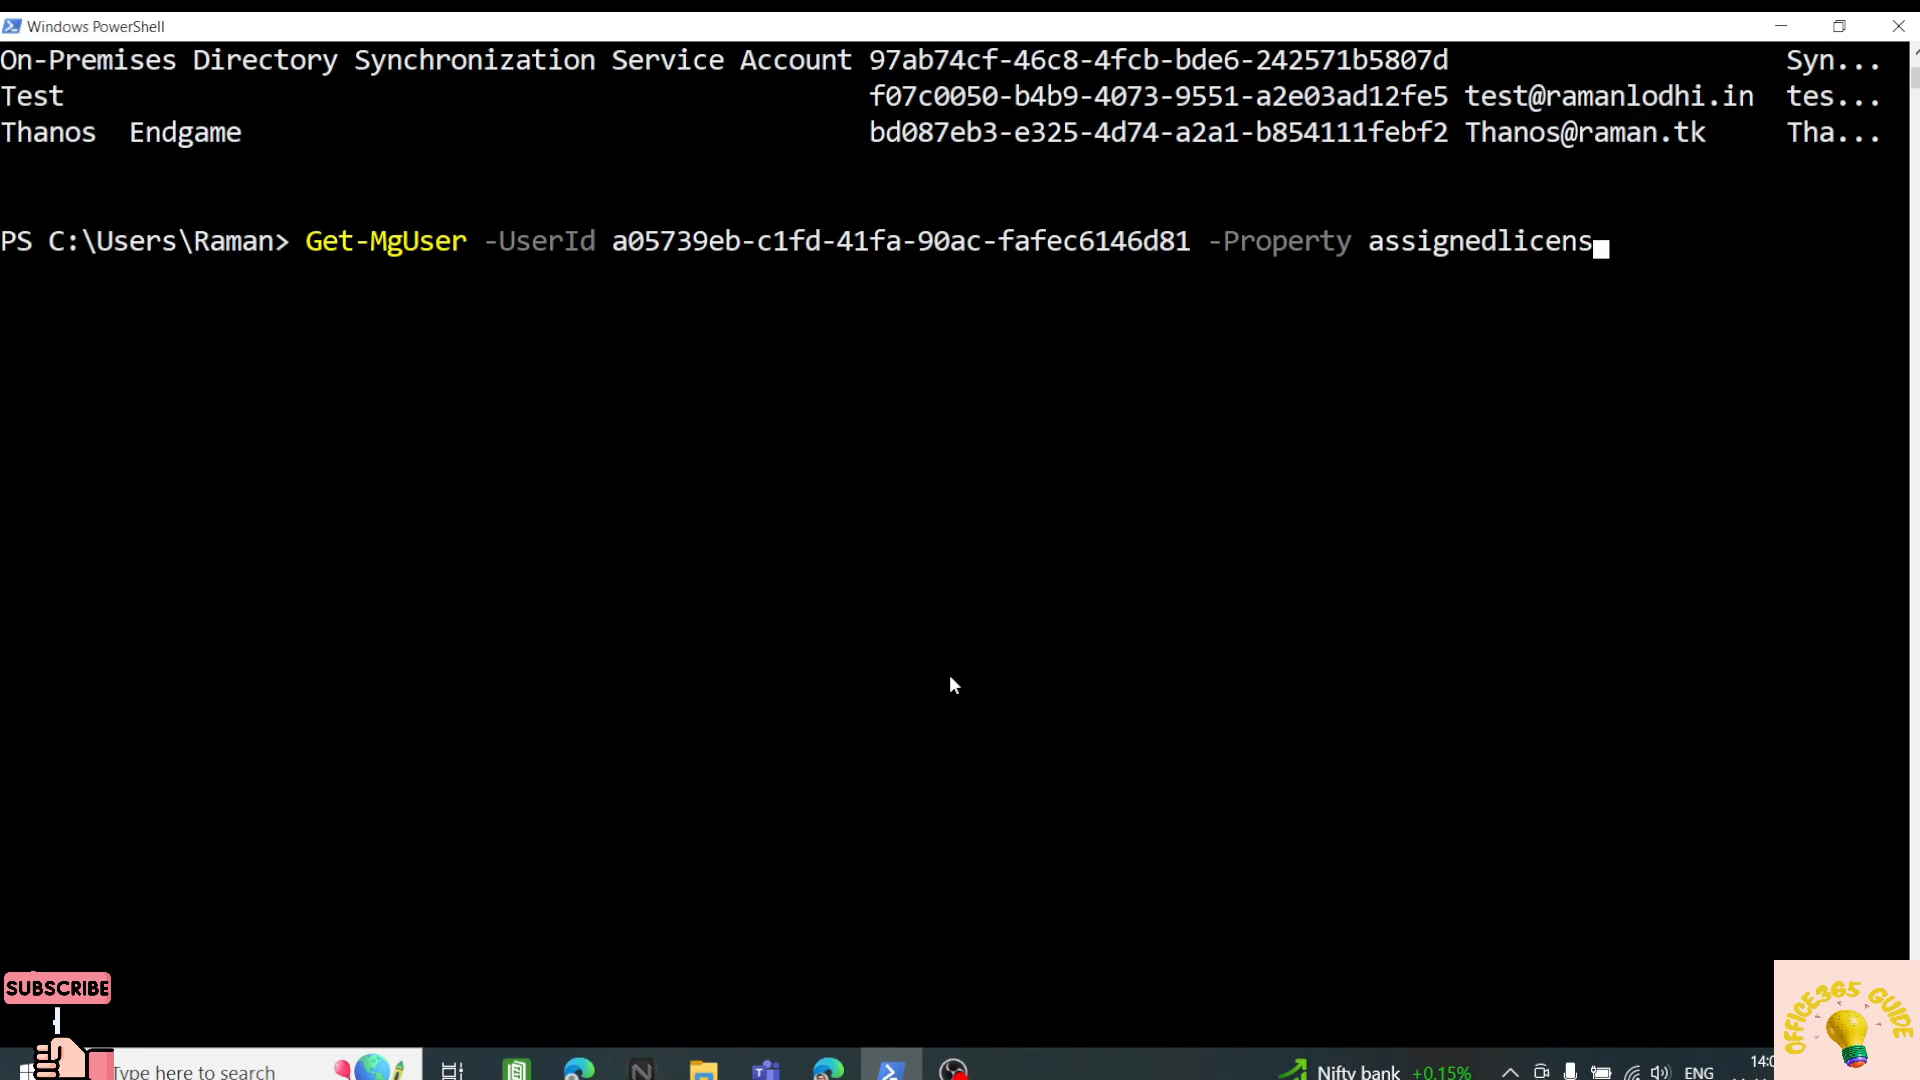 Windows PowerShell
On-Premises Directory Synchronization Service Account 97ab74cf-46c8-4fcb-bde6-242571b5807d Syn...
Test f07c0050-b4b9-4073-9551-a2e03ad12fe5 test@ramanlodhi.in tes...
Thanos Endgame bd087eb3-e325-4d74-a2a1-b854111febf2 Thanos@raman.tk Tha...
PS C:\Users\Raman> Get-MgUser -UserId a05739eb-c1fd-41fa-90ac-fafec6146d81 -Property assignedlicens
SUBSCRIBE
OFFICE365 GUIDE
Type here to search
Nifty bank +0.15%
ENG